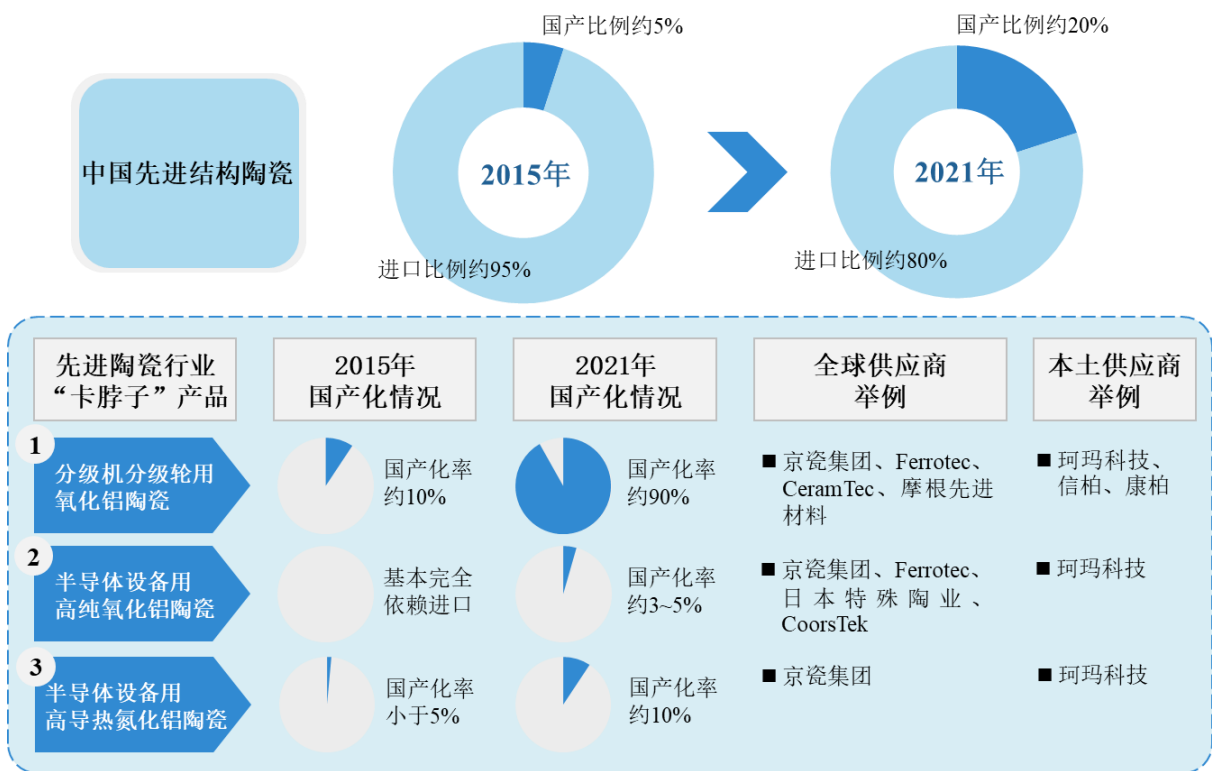 国产比例约5%
国产比例约20%
中国先进结构陶瓷
2015年
2021年
进口比例约95%
进口比例约80%
先进陶瓷行业
“卡脖子”产品
2015年
国产化情况
2021年
国产化情况
全球供应商
举例
本土供应商
举例
1
分级机分级轮用
氧化铝陶瓷
国产化率
约10%
国产化率
约90%
■ 京瓷集团、Ferrotec、
CeramTec、摩根先进
材料
■ 珂玛科技、
信柏、康柏
2
半导体设备用
高纯氧化铝陶瓷
基本完全
依赖进口
国产化率
约3~5%
■ 京瓷集团、Ferrotec、
日本特殊陶业、
CoorsTek
■ 珂玛科技
3
半导体设备用
高导热氮化铝陶瓷
国产化率
小于5%
国产化率
约10%
■ 京瓷集团
■ 珂玛科技